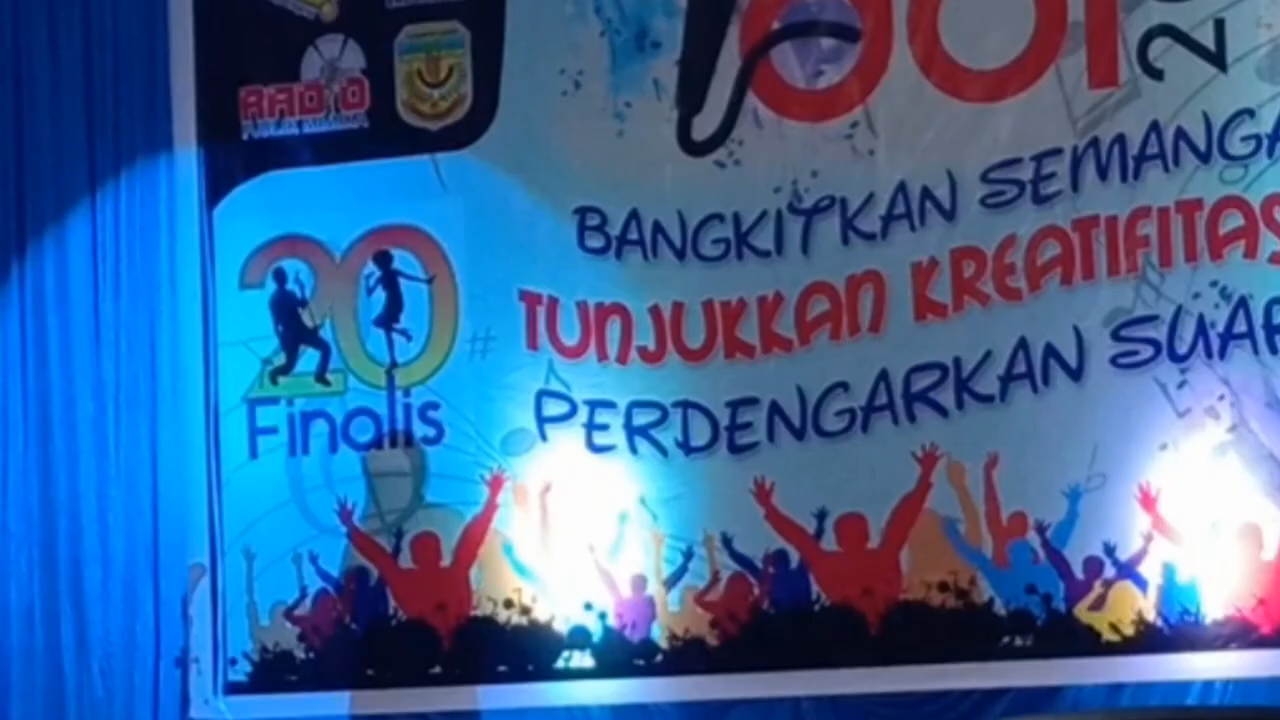 RADIO
20
Finalis
#
BANGKITKAN SEMANGA
TUNJUKKAN KREATIFITAS
PERDENGARKAN SUAR